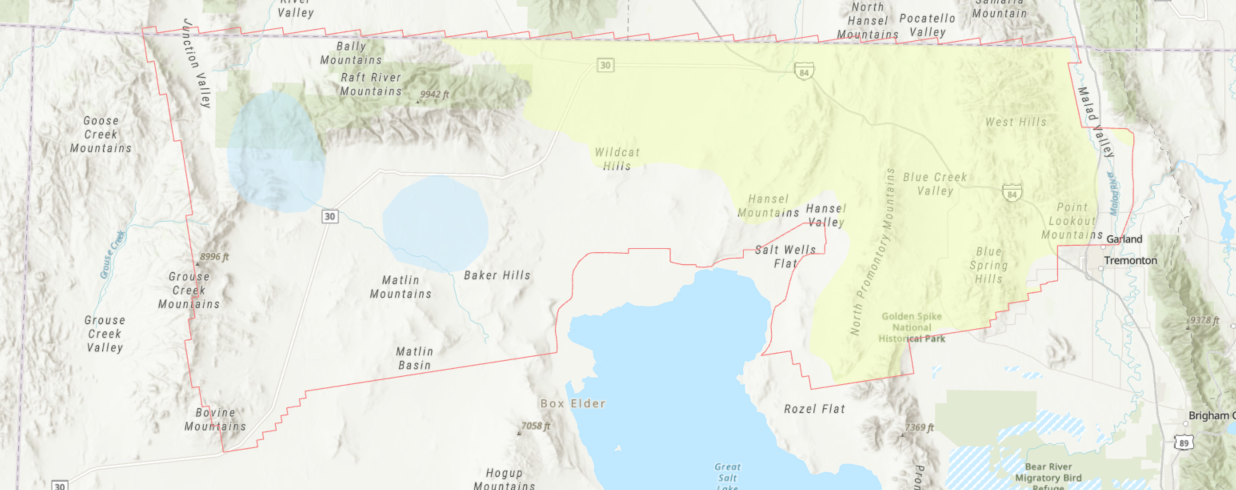 River
Valley
Junction Valley
Bally
Mountains
Raft River
Mountains
9942 ft
30
84
North
Hansel
Mountains
Pocatello
Valley
Samaria
Mountain
Goose
Creek
Mountains
Malad Valley
West Hills
Wildcat
Hills
Blue Creek
Valley
84
Malad River
Hansel
Mountains
Hansel
Valley
Point
Lookout
Mountains
30
Grouse Creek
8996 ft
Salt Wells
Flat
North Promontory Mountains
Blue
Spring
Hills
Garland
Tremonton
Grouse
Creek
Mountains
Matlin
Mountains
Baker Hills
Grouse
Creek
Valley
Golden Spike
National
Historical Park
9378 ft
Matlin
Basin
Bovine
Mountains
Box Elder
7058 ft
Rozel Flat
7369 ft
Brigham C
89
30
Hogup
Mountains
Great
Salt
Lake
Pron
Bear River
Migratory Bird
Refuge